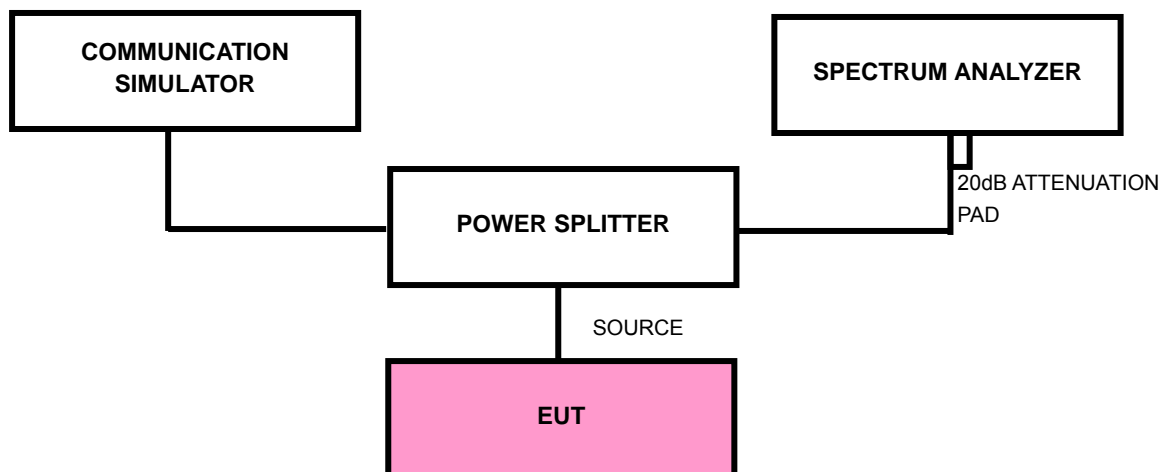 COMMUNICATION
SIMULATOR
SPECTRUM ANALYZER
20dB ATTENUATION
PAD
POWER SPLITTER
SOURCE
EUT